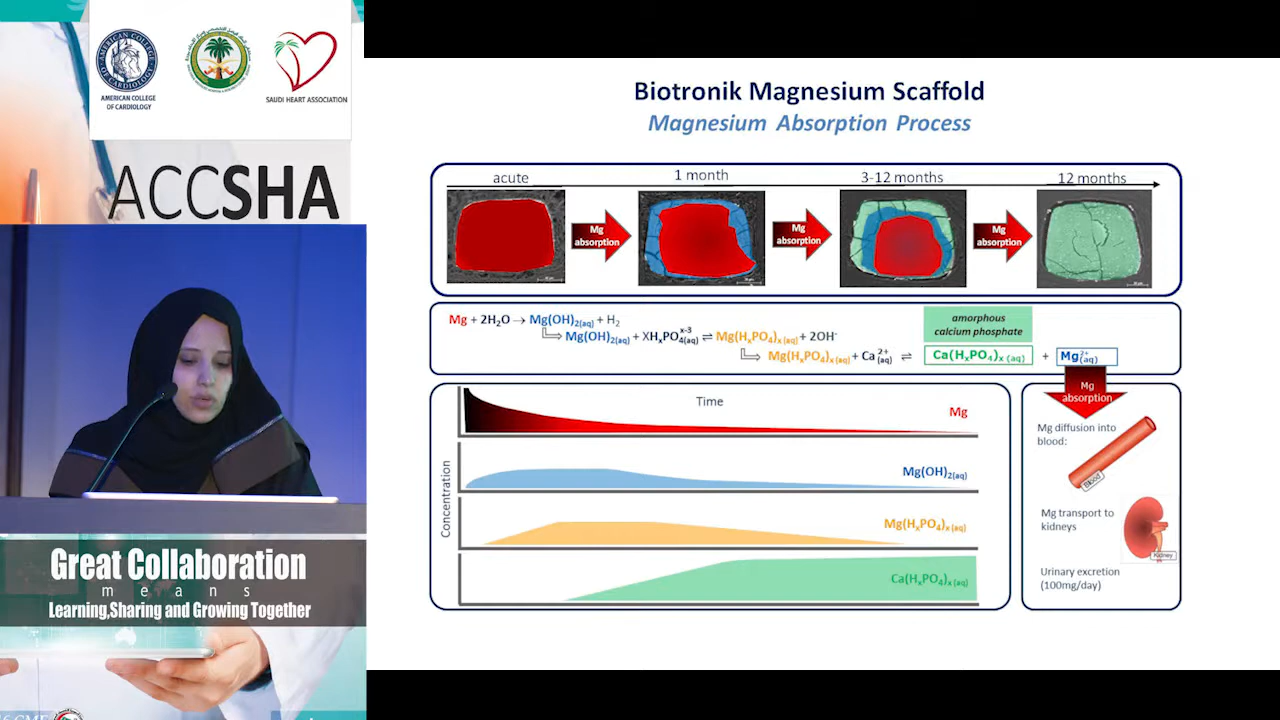 AMERICAN COLLEGE
OF CARDIOLOGY
SAUDI HEART ASSOCIATION
ACCSHA
Great Collaboration
means
Learning,Sharing and Growing Together
Biotronik Magnesium Scaffold
Magnesium Absorption Process
acute
1 month
3-12 months
12 months
Mg
absorption
Mg
absorption
Mg
absorption
Mg + 2H₂O → Mg(OH)₂(aq) + H₂
Mg(OH)₂(aq) + XHₓPO₄(aq)ˣ⁻³ ⇌ Mg(HₓPO₄)ₓ(aq) + 2OH⁻
Mg(HₓPO₄)ₓ(aq) + Ca²⁺(aq) ⇌ Ca(HₓPO₄)ₓ(aq) + Mg²⁺(aq)
amorphous
calcium phosphate
Time
Concentration
Mg
Mg(OH)₂(aq)
Mg(HₓPO₄)ₓ(aq)
Ca(HₓPO₄)ₓ(aq)
Mg
absorption
Mg diffusion into
blood:
Blood
Mg transport to
kidneys
Kidney
Urinary excretion
(100mg/day)